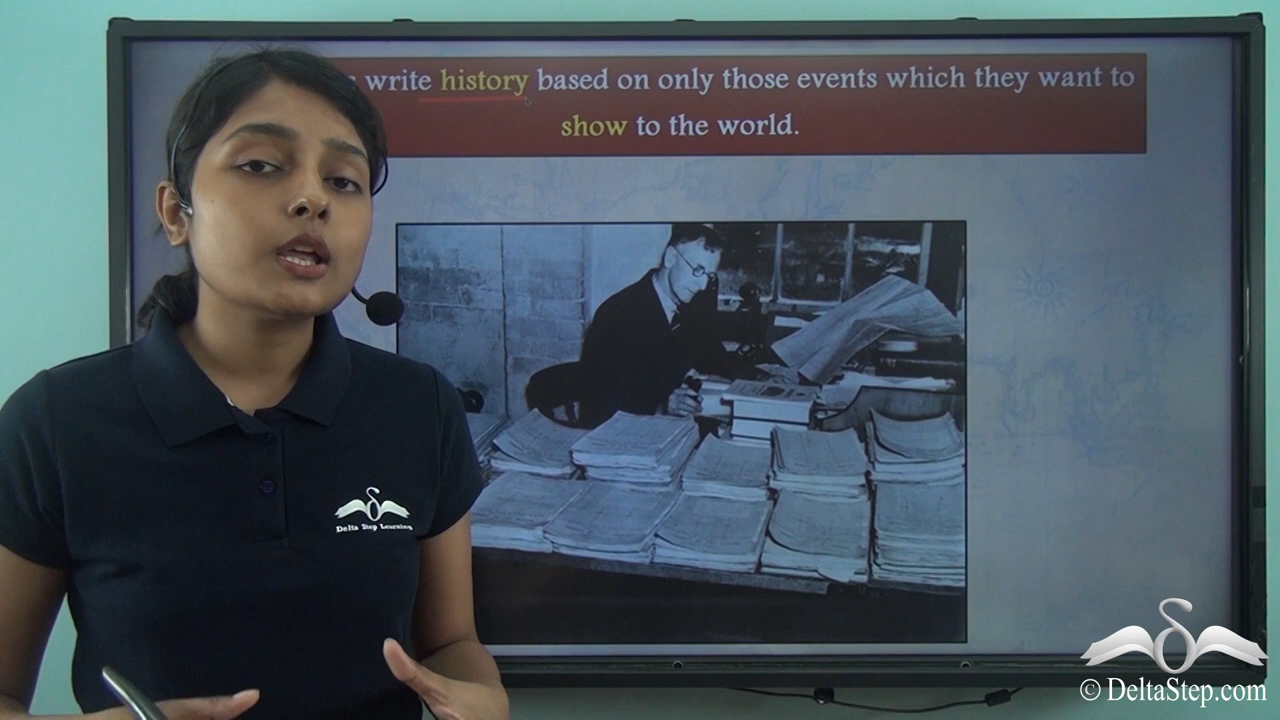 write history based on only those events which they want to
show to the world.
Delta Step Learning
© DeltaStep.com